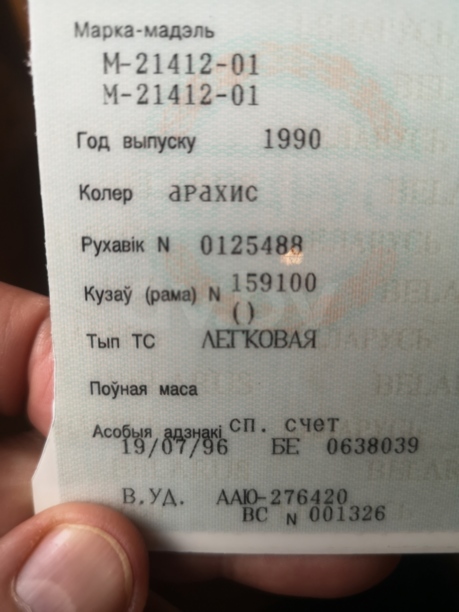 Марка-мадэль
М-21412-01
М-21412-01
Год выпуску 1990
Колер арахис
Рухавік N 0125488
Кузаў (рама) N 159100
()
Тып ТС ЛЕГКОВАЯ
Поўная маса
Асобыя адзнакі сп. счет
19/07/96 БЕ 0638039
В.УД. ААЮ-276420
ВС N 001326